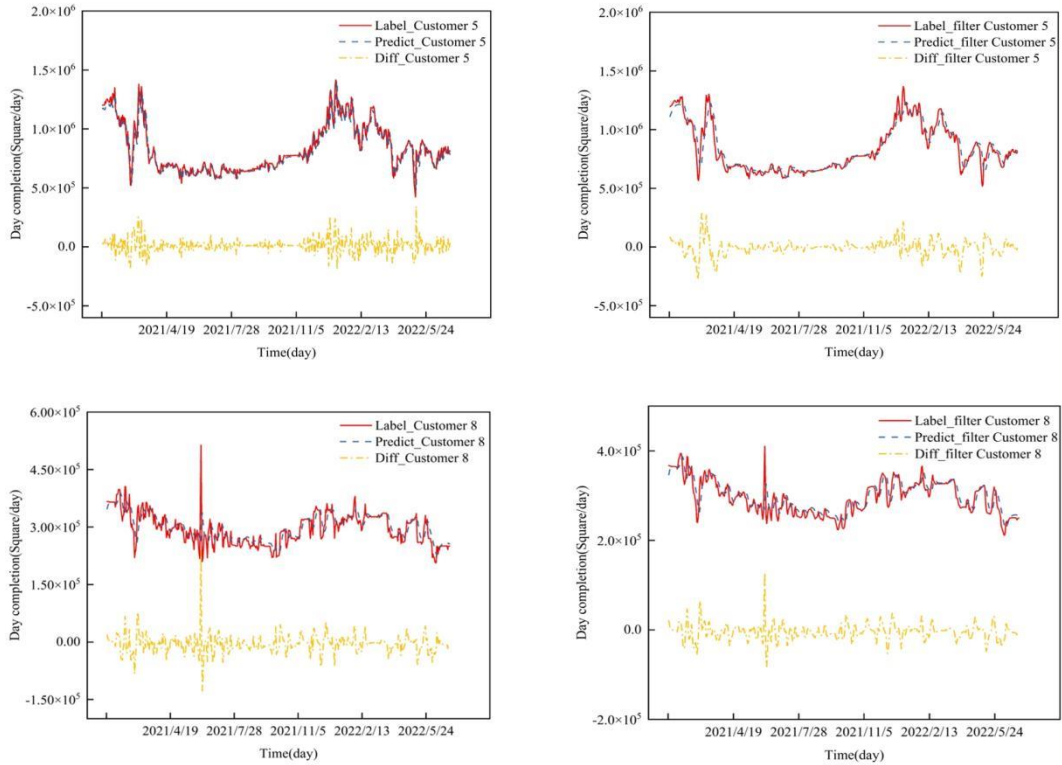 2.0×10⁶
1.5×10⁶
1.0×10⁶
5.0×10⁵
0.0
-5.0×10⁵
Day completion(Square/day)
Label_Customer 5
Predict_Customer 5
Diff_Customer 5
2021/4/19 2021/7/28 2021/11/5 2022/2/13 2022/5/24
Time(day)
2.0×10⁶
1.5×10⁶
1.0×10⁶
5.0×10⁵
0.0
-5.0×10⁵
Day completion(Square/day)
Label_filter Customer 5
Predict_filter Customer 5
Diff_filter Customer 5
2021/4/19 2021/7/28 2021/11/5 2022/2/13 2022/5/24
Time(day)
6.00×10⁵
4.50×10⁵
3.00×10⁵
1.50×10⁵
0.00
-1.50×10⁵
Day completion(Square/day)
Label_Customer 8
Predict_Customer 8
Diff_Customer 8
2021/4/19 2021/7/28 2021/11/5 2022/2/13 2022/5/24
Time(day)
4.0×10⁵
2.0×10⁵
0.0
-2.0×10⁵
Day completion(Square/day)
Label_filter Customer 8
Predict_filter Customer 8
Diff_filter Customer 8
2021/4/19 2021/7/28 2021/11/5 2022/2/13 2022/5/24
Time(day)